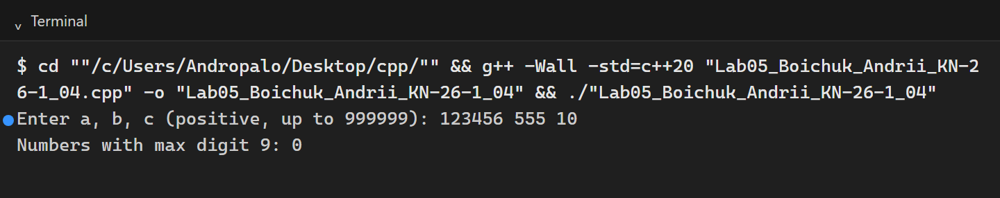 Terminal
$ cd ""/c/Users/Andropalo/Desktop/cpp/"" && g++ -Wall -std=c++20 "Lab05_Boichuk_Andrii_KN-2
6-1_04.cpp" -o "Lab05_Boichuk_Andrii_KN-26-1_04" && ./"Lab05_Boichuk_Andrii_KN-26-1_04"
Enter a, b, c (positive, up to 999999): 123456 555 10
Numbers with max digit 9: 0